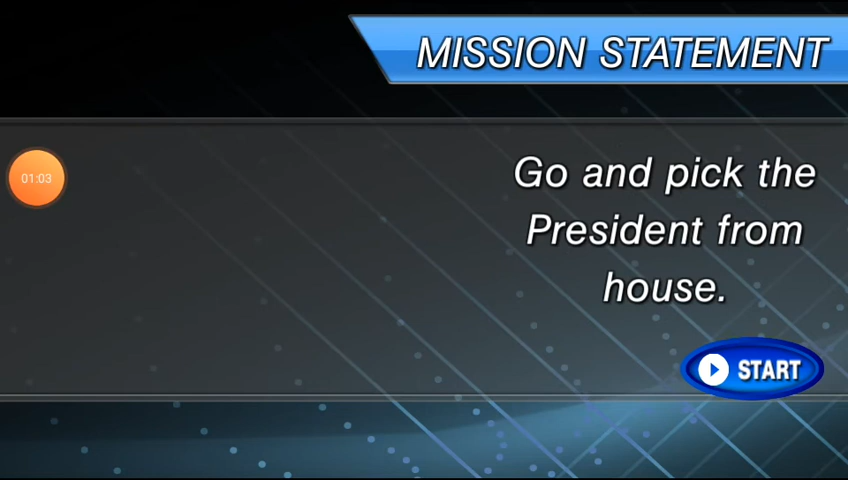 MISSION STATEMENT
01:03
Go and pick the
President from
house.
START